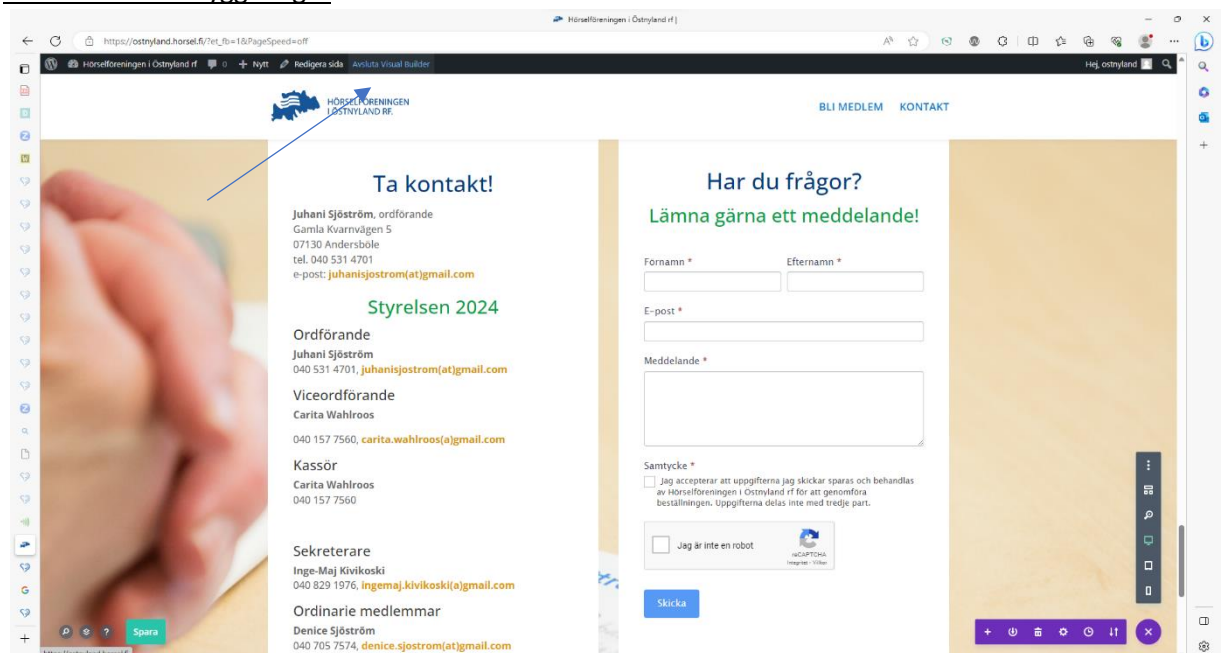 Hörselföreningen i Östnyland rf |
https://ostnyland.horsel.fi/?et_fb=1&PageSpeed=off
Hörselföreningen i Östnyland rf 0 + Nytt Redigera sida Avsluta Visual Builder Hej, ostnyland
HÖRSELFÖRENINGEN
I ÖSTNYLAND RF.
BLI MEDLEM KONTAKT
Ta kontakt!
Juhani Sjöström, ordförande
Gamla Kvarnvägen 5
07130 Andersböle
tel. 040 531 4701
e-post: juhanisjostrom(at)gmail.com
Styrelsen 2024
Ordförande
Juhani Sjöström
040 531 4701, juhanisjostrom(at)gmail.com
Viceordförande
Carita Wahlroos
040 157 7560, carita.wahlroos(a)gmail.com
Kassör
Carita Wahlroos
040 157 7560
Sekreterare
Inge-Maj Kivikoski
040 829 1976, ingemaj.kivikoski(a)gmail.com
Ordinarie medlemmar
Denice Sjöström
040 705 7574, denice.sjostrom(at)gmail.com
Har du frågor?
Lämna gärna ett meddelande!
Förnamn * Efternamn *
E-post *
Meddelande *
Samtycke *
Jag accepterar att uppgifterna jag skickar sparas och behandlas
av Hörselföreningen i Östnyland rf för att genomföra
beställningen. Uppgifterna delas inte med tredje part.
Jag är inte en robot
reCAPTCHA
Skicka
Spara